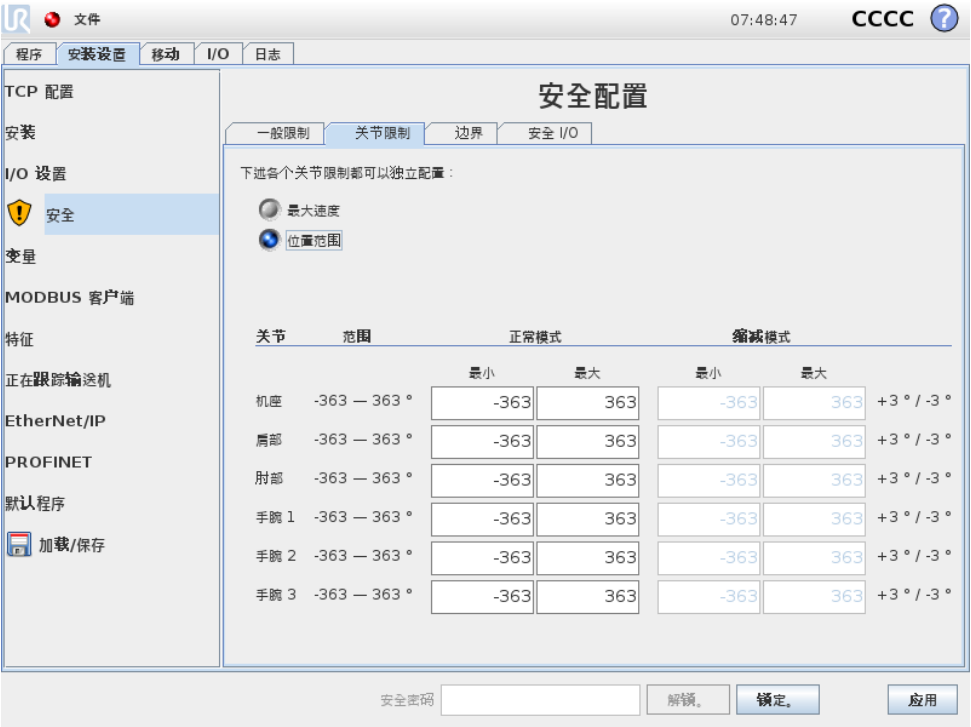 UR 文件 07:48:47 CCCC ?
程序 安装设置 移动 I/O 日志
TCP 配置
安装
I/O 设置
安全
变量
MODBUS 客户端
特征
正在跟踪输送机
EtherNet/IP
PROFINET
默认程序
加载/保存
安全配置
一般限制 关节限制 边界 安全 I/O
下述各个关节限制都可以独立配置：
最大速度
位置范围
关节 范围 正常模式 缩减模式
最小 最大 最小 最大
机座 -363 — 363 ° -363 363 -363 363 +3 ° / -3 °
肩部 -363 — 363 ° -363 363 -363 363 +3 ° / -3 °
肘部 -363 — 363 ° -363 363 -363 363 +3 ° / -3 °
手腕 1 -363 — 363 ° -363 363 -363 363 +3 ° / -3 °
手腕 2 -363 — 363 ° -363 363 -363 363 +3 ° / -3 °
手腕 3 -363 — 363 ° -363 363 -363 363 +3 ° / -3 °
安全密码 解锁。 锁定。 应用